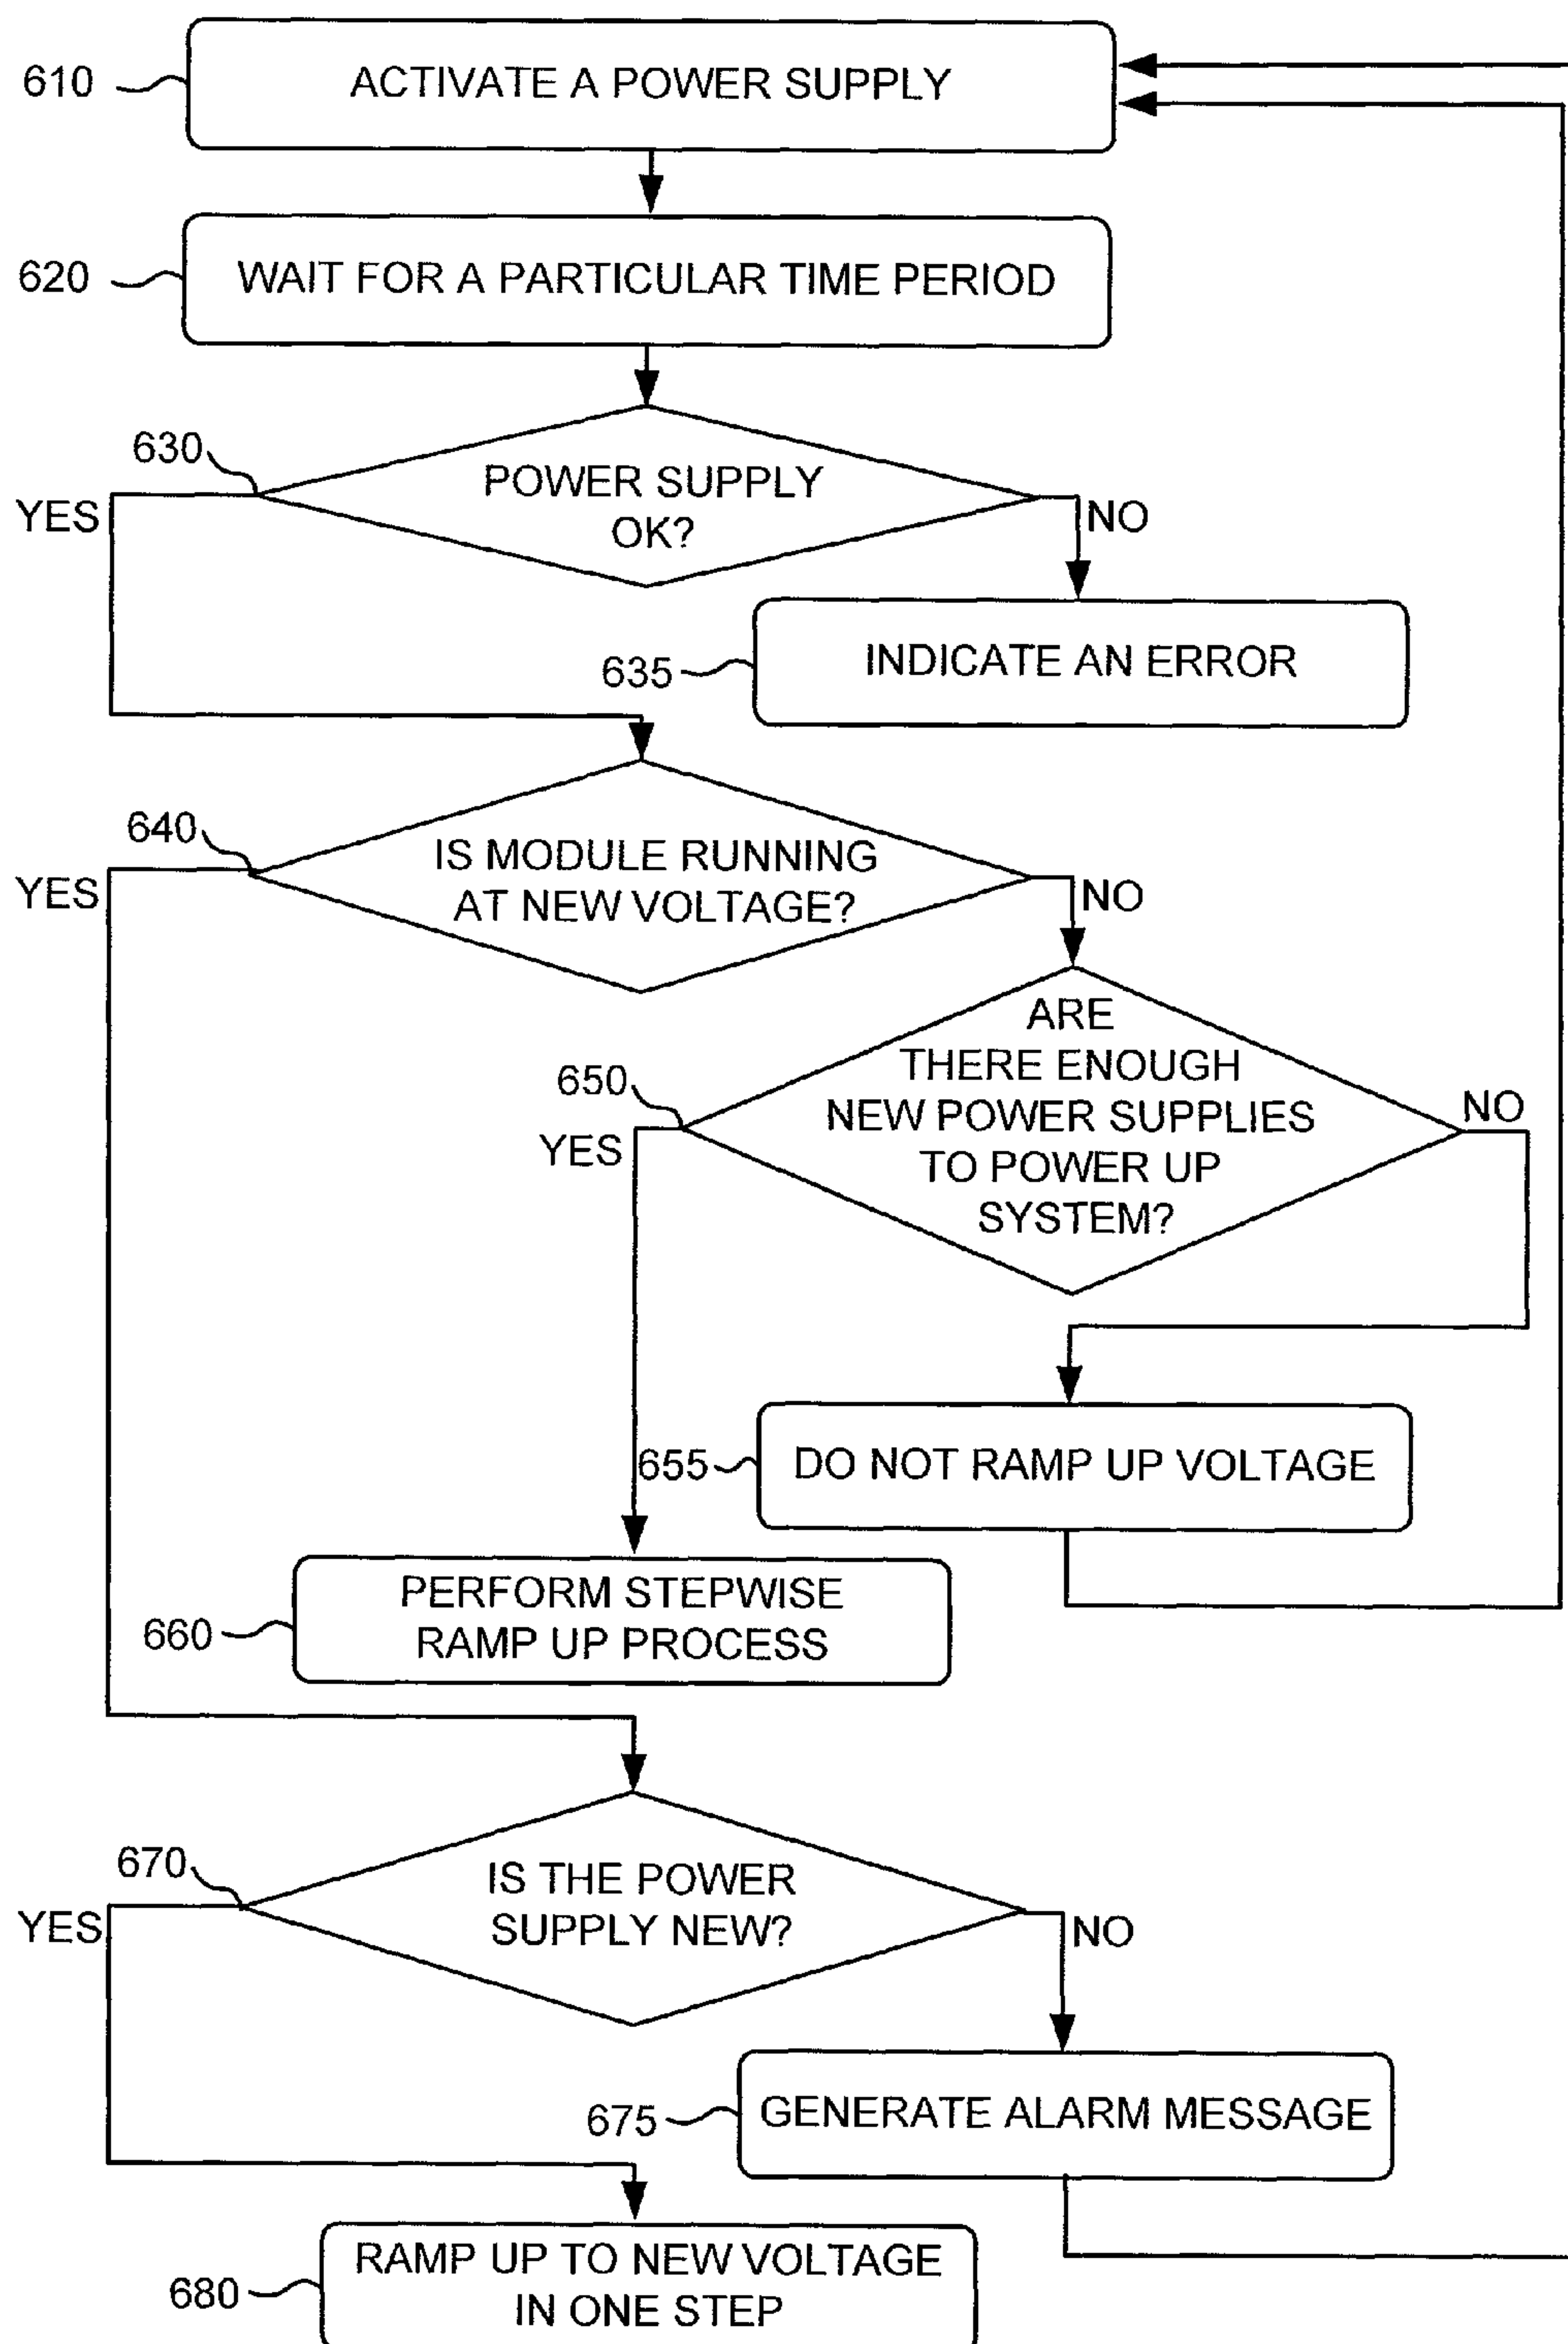 610
ACTIVATE A POWER SUPPLY
620
WAIT FOR A PARTICULAR TIME PERIOD
630
POWER SUPPLY
OK?
YES
NO
635
INDICATE AN ERROR
640
IS MODULE RUNNING
AT NEW VOLTAGE?
YES
NO
650
ARE
THERE ENOUGH
NEW POWER SUPPLIES
TO POWER UP
SYSTEM?
YES
NO
655
DO NOT RAMP UP VOLTAGE
660
PERFORM STEPWISE
RAMP UP PROCESS
670
IS THE POWER
SUPPLY NEW?
YES
NO
675
GENERATE ALARM MESSAGE
680
RAMP UP TO NEW VOLTAGE
IN ONE STEP